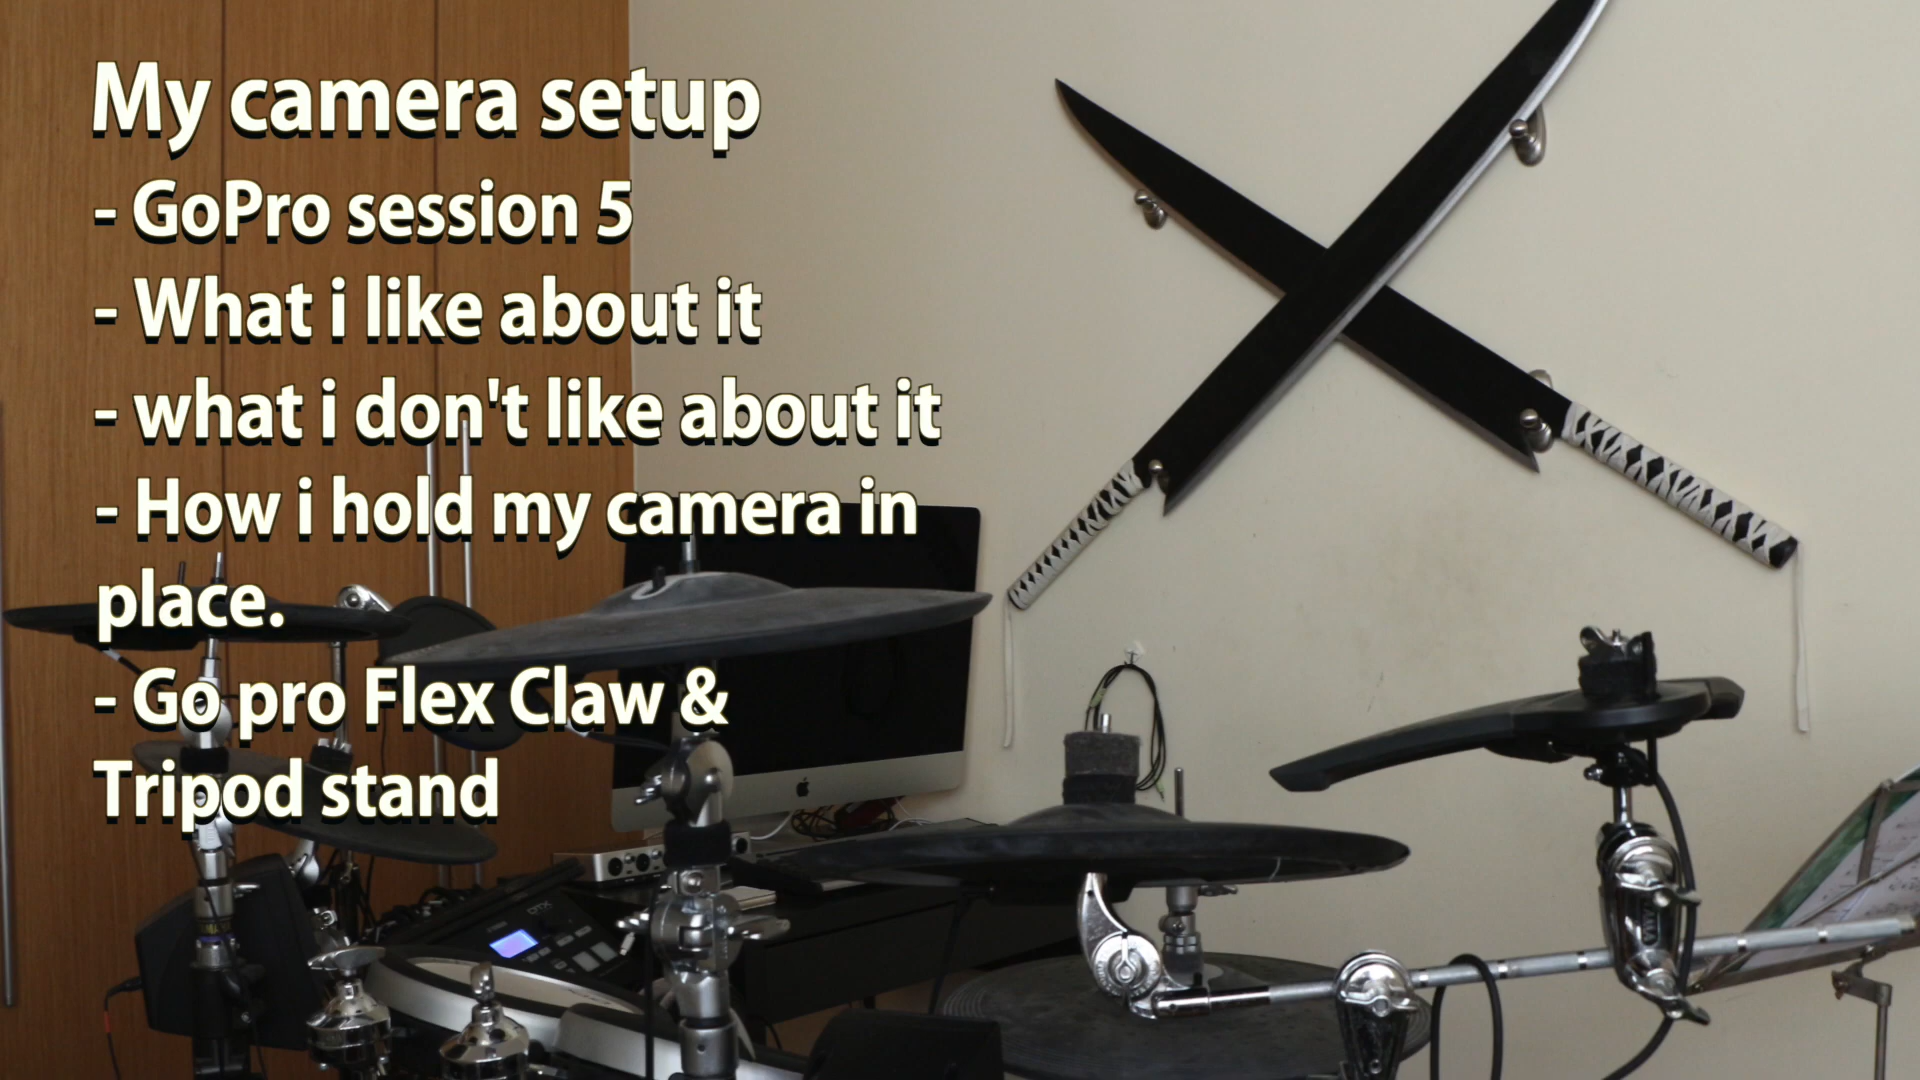 My camera setup
- GoPro session 5
- What i like about it
- what i don't like about it
- How i hold my camera in
place.
- Go pro Flex Claw &
Tripod stand
DTX